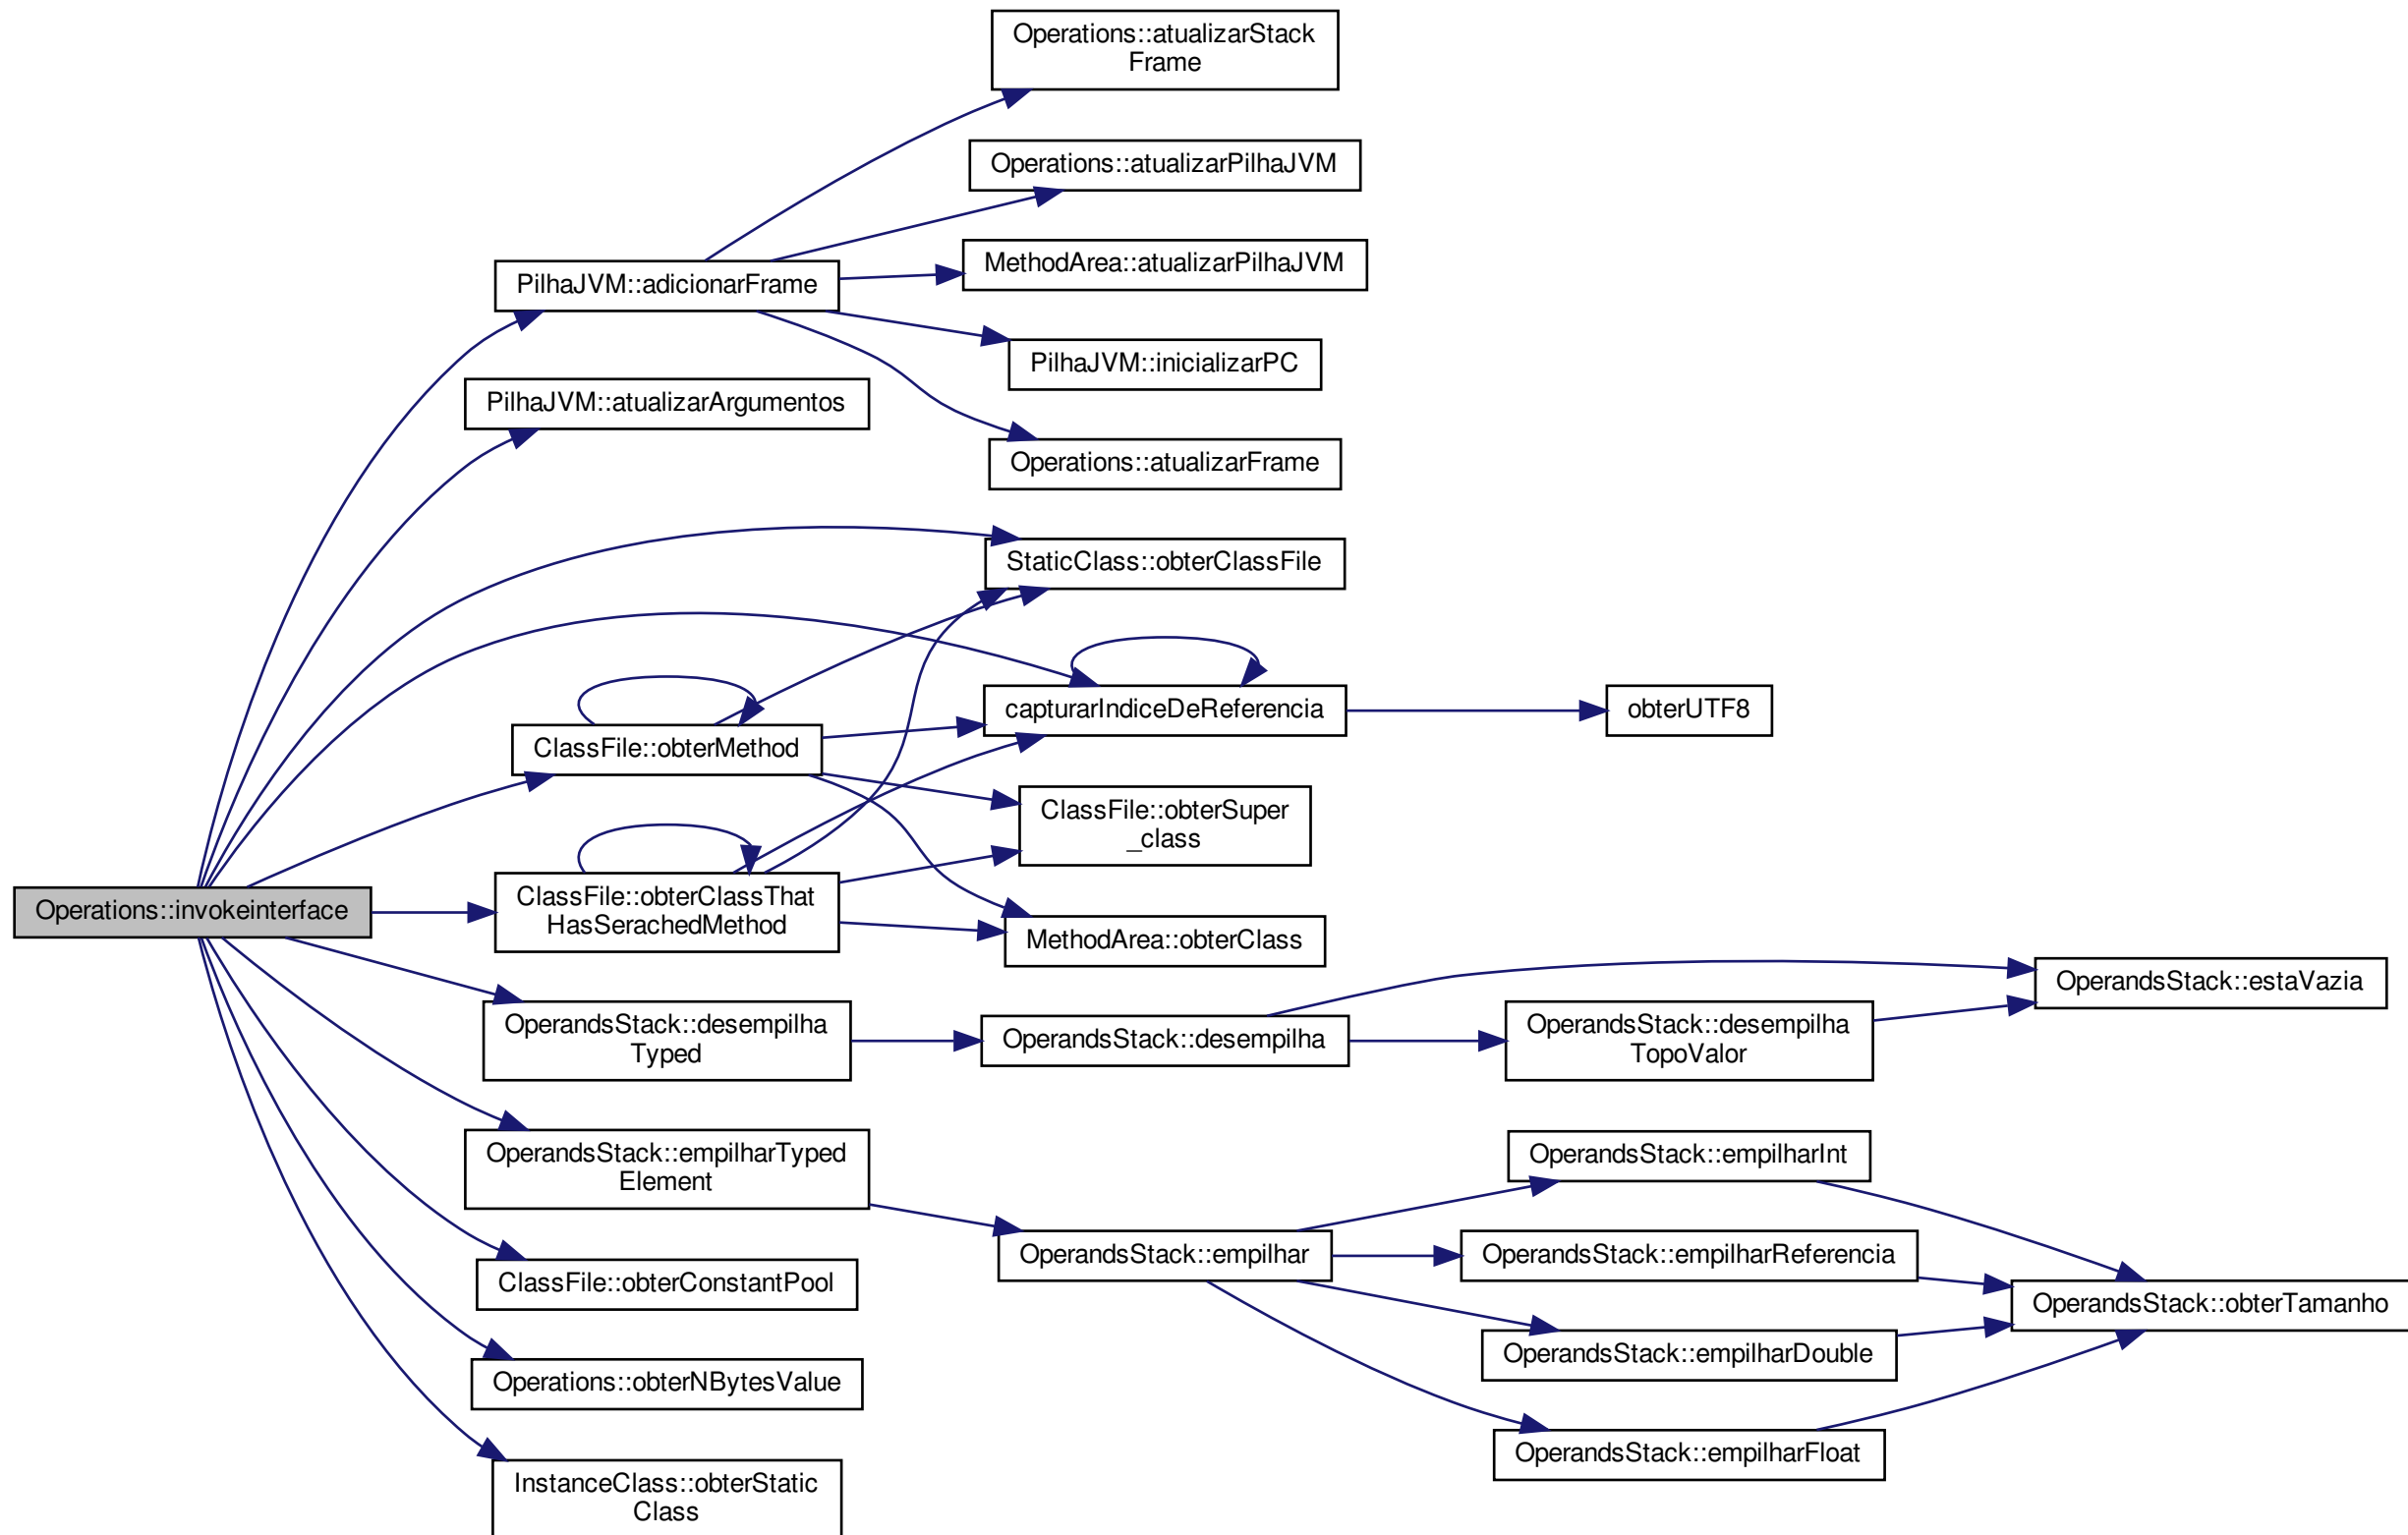 Operations::atualizarStack
Frame
Operations::atualizarPilhaJVM
MethodArea::atualizarPilhaJVM
PilhaJVM::adicionarFrame
PilhaJVM::inicializarPC
PilhaJVM::atualizarArgumentos
Operations::atualizarFrame
StaticClass::obterClassFile
capturarIndiceDeReferencia
obterUTF8
ClassFile::obterMethod
ClassFile::obterSuper
_class
Operations::invokeinterface
ClassFile::obterClassThat
HasSerachedMethod
MethodArea::obterClass
OperandsStack::estaVazia
OperandsStack::desempilha
Typed
OperandsStack::desempilha
OperandsStack::desempilha
TopoValor
OperandsStack::empilharTyped
Element
OperandsStack::empilharInt
OperandsStack::empilhar
OperandsStack::empilharReferencia
ClassFile::obterConstantPool
OperandsStack::obterTamanho
OperandsStack::empilharDouble
Operations::obterNBytesValue
OperandsStack::empilharFloat
InstanceClass::obterStatic
Class